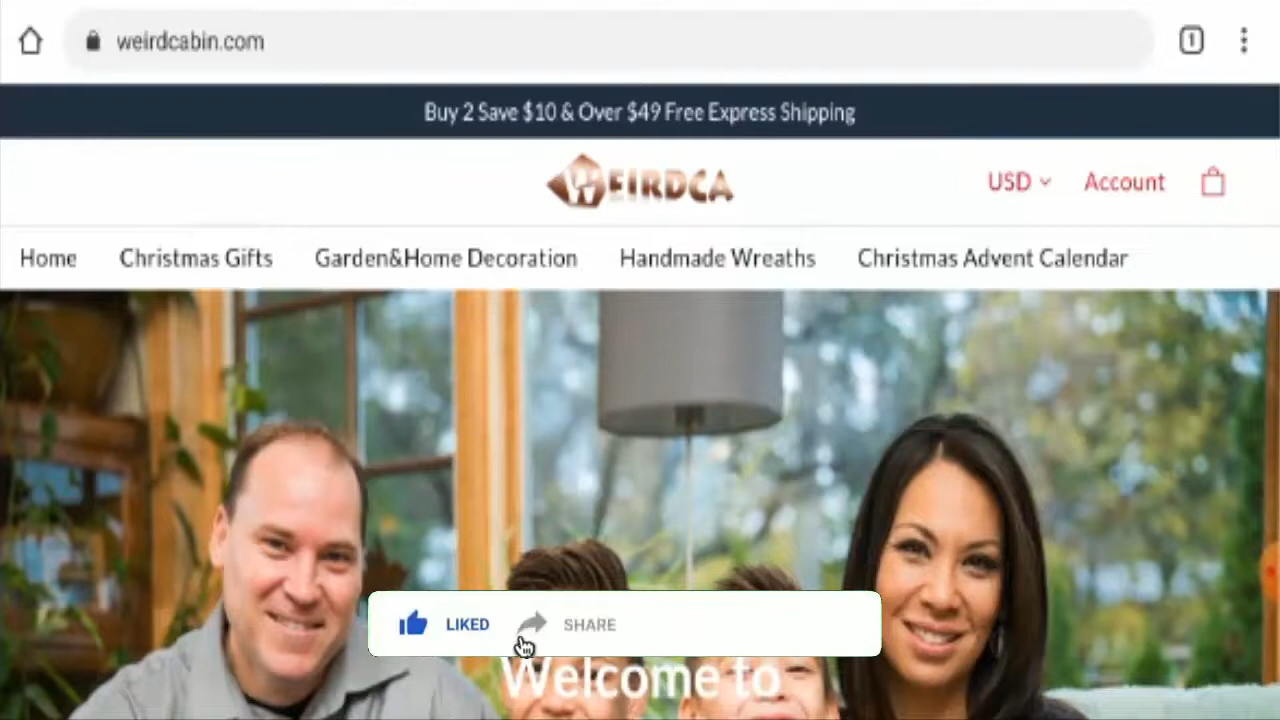 weirdcabin.com
1
Buy 2 Save $10 & Over $49 Free Express Shipping
WEIRDCA
USD
Account
Home
Christmas Gifts
Garden&Home Decoration
Handmade Wreaths
Christmas Advent Calendar
LIKED
SHARE
Welcome to